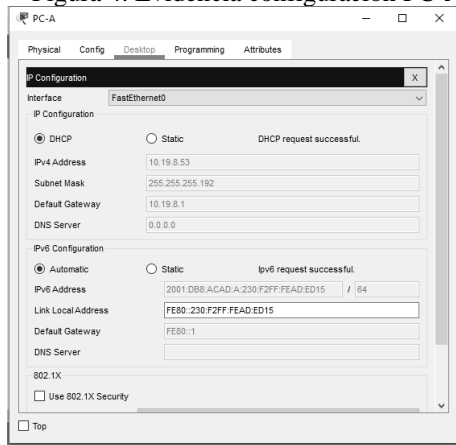 PC-A
Physical Config Desktop Programming Attributes
IP Configuration X
Interface FastEthernet0
IP Configuration
DHCP Static DHCP request successful.
IPv4 Address 10.19.8.53
Subnet Mask 255.255.255.192
Default Gateway 10.19.8.1
DNS Server 0.0.0.0
IPv6 Configuration
Automatic Static Ipv6 request successful.
IPv6 Address 2001:DB8:ACAD:A:230:F2FF:FEAD:ED15 / 64
Link Local Address FE80::230:F2FF:FEAD:ED15
Default Gateway FE80::1
DNS Server
802.1X
Use 802.1X Security
Top